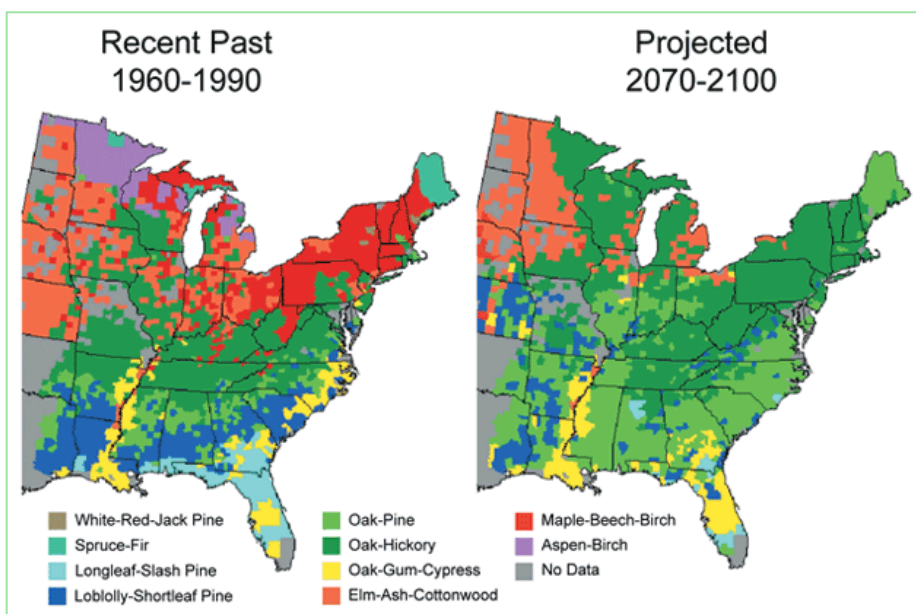 Recent Past
1960-1990
Projected
2070-2100
White-Red-Jack Pine
Spruce-Fir
Longleaf-Slash Pine
Loblolly-Shortleaf Pine
Oak-Pine
Oak-Hickory
Oak-Gum-Cypress
Elm-Ash-Cottonwood
Maple-Beech-Birch
Aspen-Birch
No Data